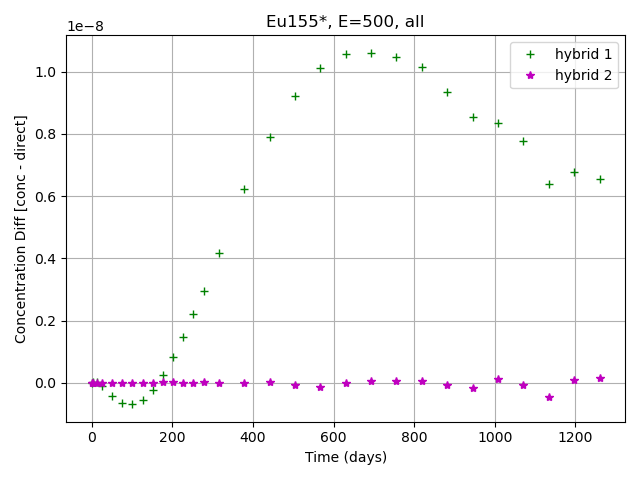 Eu155*, E=500, all
1e−8
hybrid 1
hybrid 2
Concentration Diff [conc - direct]
1.0
0.8
0.6
0.4
0.2
0.0
0 200 400 600 800 1000 1200
Time (days)